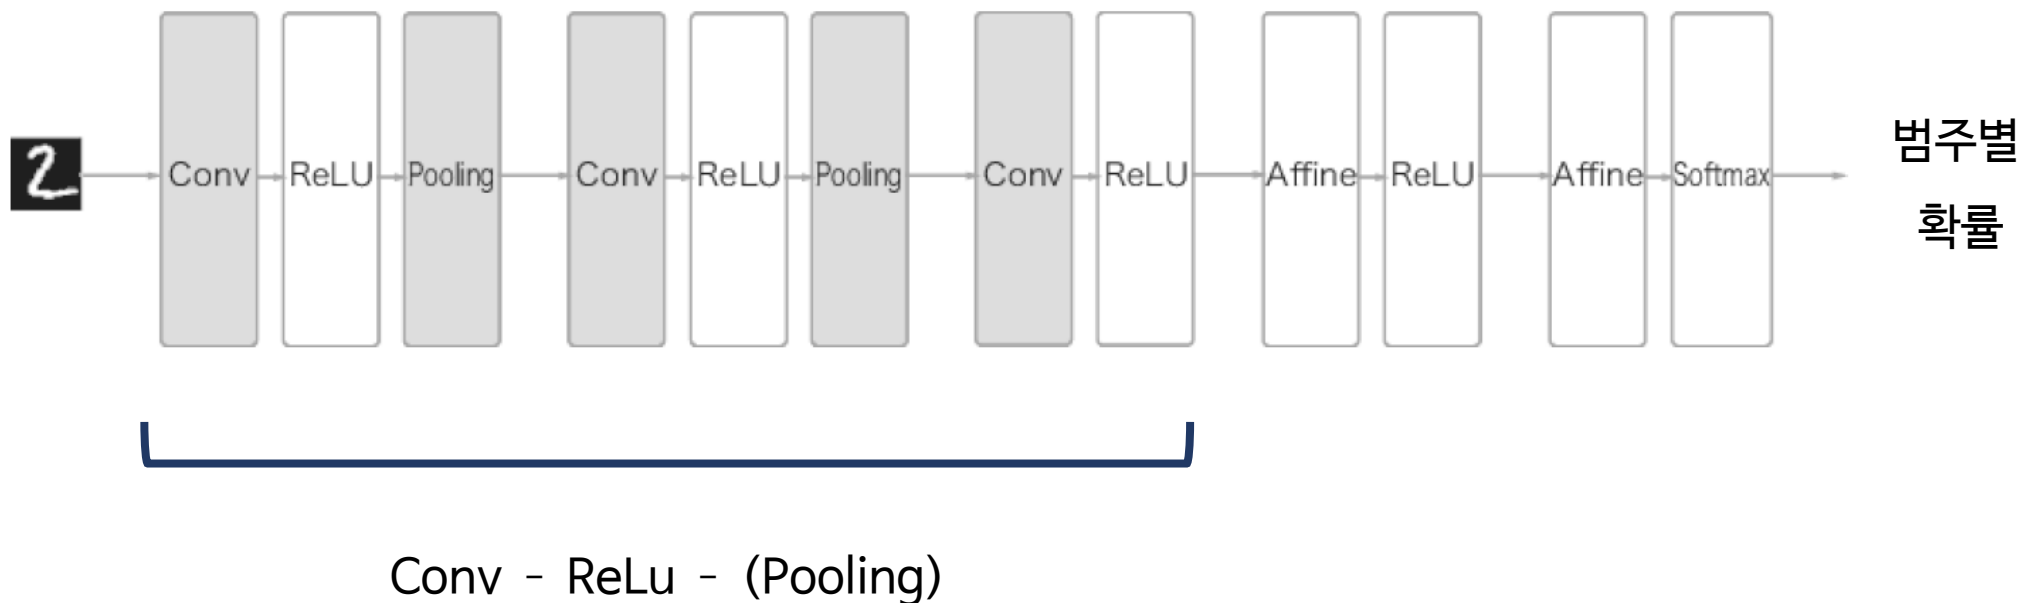 2 Conv ReLU Pooling Conv ReLU Pooling Conv ReLU Affine ReLU Affine Softmax
범주별
확률
Conv - ReLu - (Pooling)